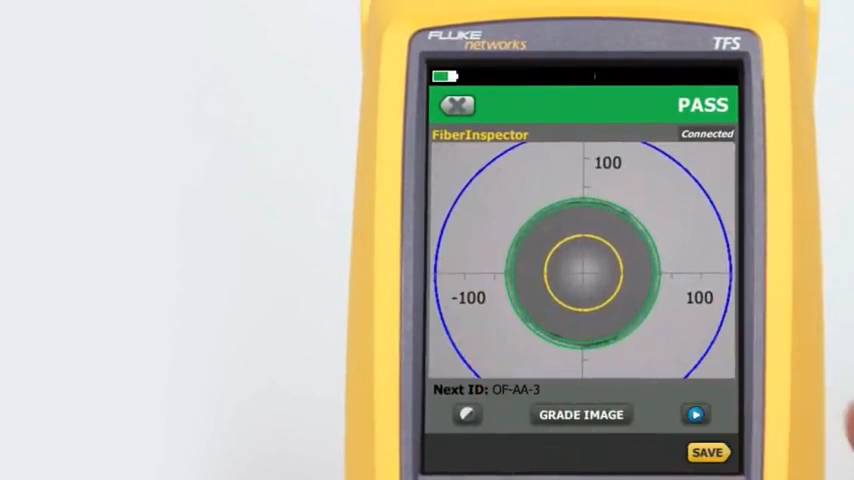 FLUKE networks TFS
PASS
FiberInspector Connected
100
-100 100
Next ID: OF-AA-3
GRADE IMAGE
SAVE